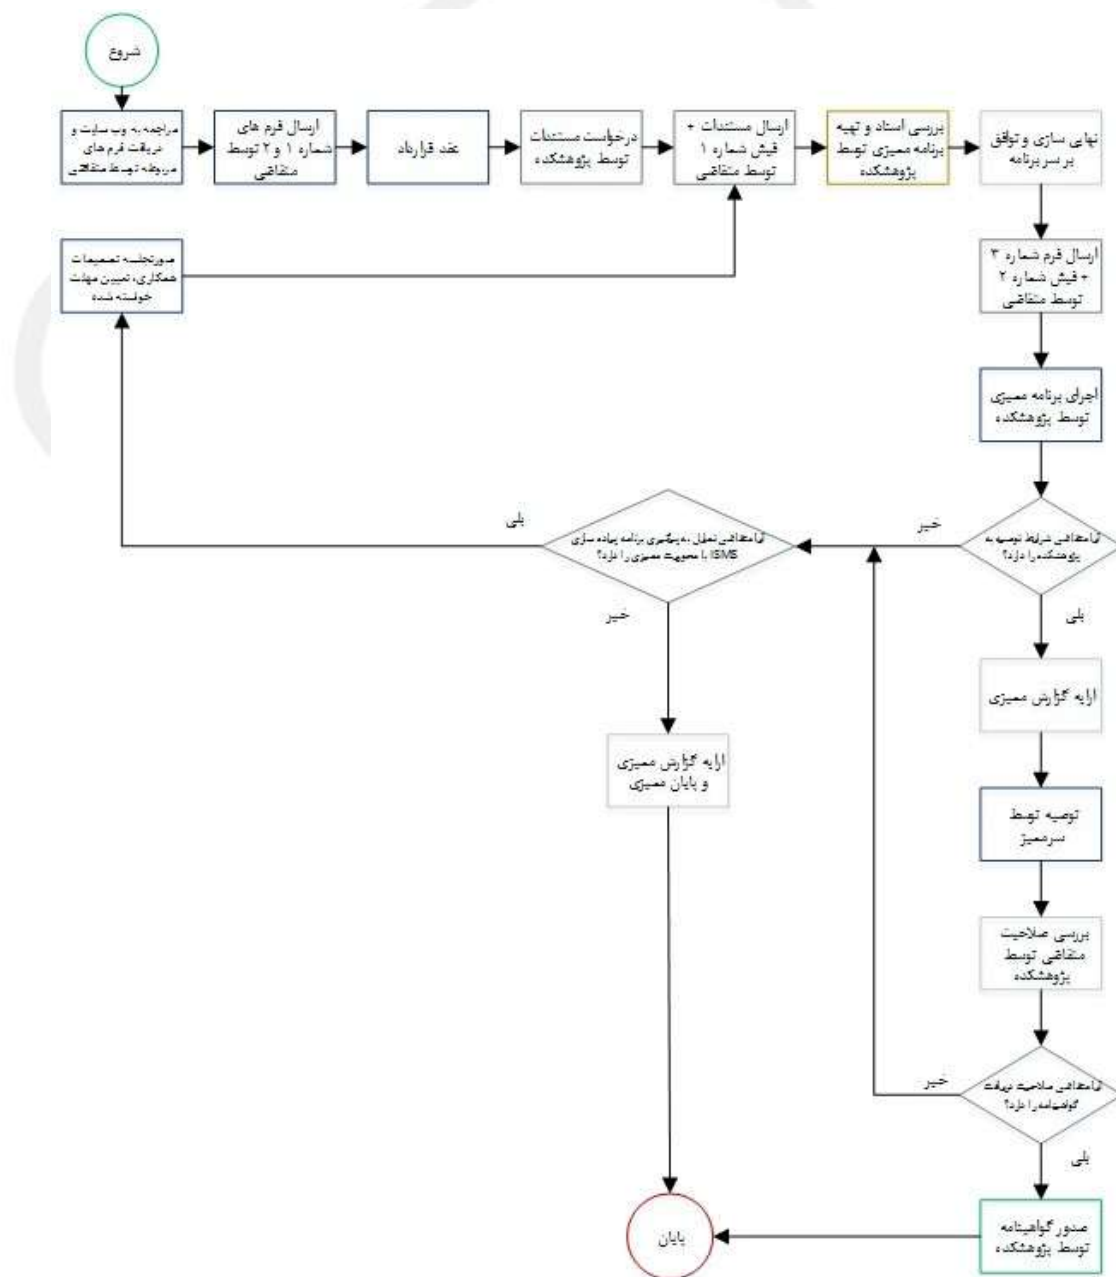 شروع
مراجعه به وب سایت و
دریافت فرم های
مربوطه توسط متقاضی
ارسال فرم های
شماره ۱ و ۲ توسط
متقاضی
عقد قرارداد
درخواست مستندات
توسط پژوهشکده
ارسال مستندات +
فیش شماره ۱
توسط متقاضی
بررسی اسناد و تهیه
برنامه ممیزی توسط
پژوهشکده
نهایی سازی و توافق
بر سر برنامه
صورتجلسه تصمیمات
همکاری، تعیین مهلت
خواسته شده
ارسال فرم شماره ۳
+ فیش شماره ۲
توسط متقاضی
اجرای برنامه ممیزی
توسط پژوهشکده
بلی
آیا متقاضی تمایل به پیگیری برنامه پیاده سازی
ISMS با محوریت ممیزی را دارد؟
خیر
آیا متقاضی شرایط توصیه به
پژوهشکده را دارد؟
خیر
بلی
ارایه گزارش ممیزی
ارایه گزارش ممیزی
و پایان ممیزی
توصیه توسط
سرممیز
بررسی صلاحیت
متقاضی توسط
پژوهشکده
خیر
آیا متقاضی صلاحیت دریافت
گواهینامه را دارد؟
بلی
پایان
صدور گواهینامه
توسط پژوهشکده